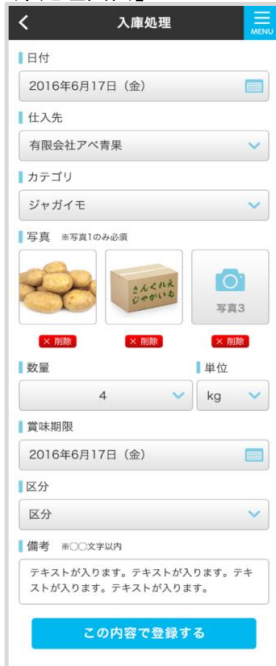 入庫処理
MENU
日付
2016年6月17日（金）
仕入先
有限会社アベ青果
カテゴリ
ジャガイモ
写真 ※写真1のみ必須
さんくれえ
じゃがいも
写真3
× 削除 × 削除 × 削除
数量 単位
4 kg
賞味期限
2016年6月17日（金）
区分
区分
備考 ※○○文字以内
テキストが入ります。テキストが入ります。テキ
ストが入ります。テキストが入ります。
この内容で登録する